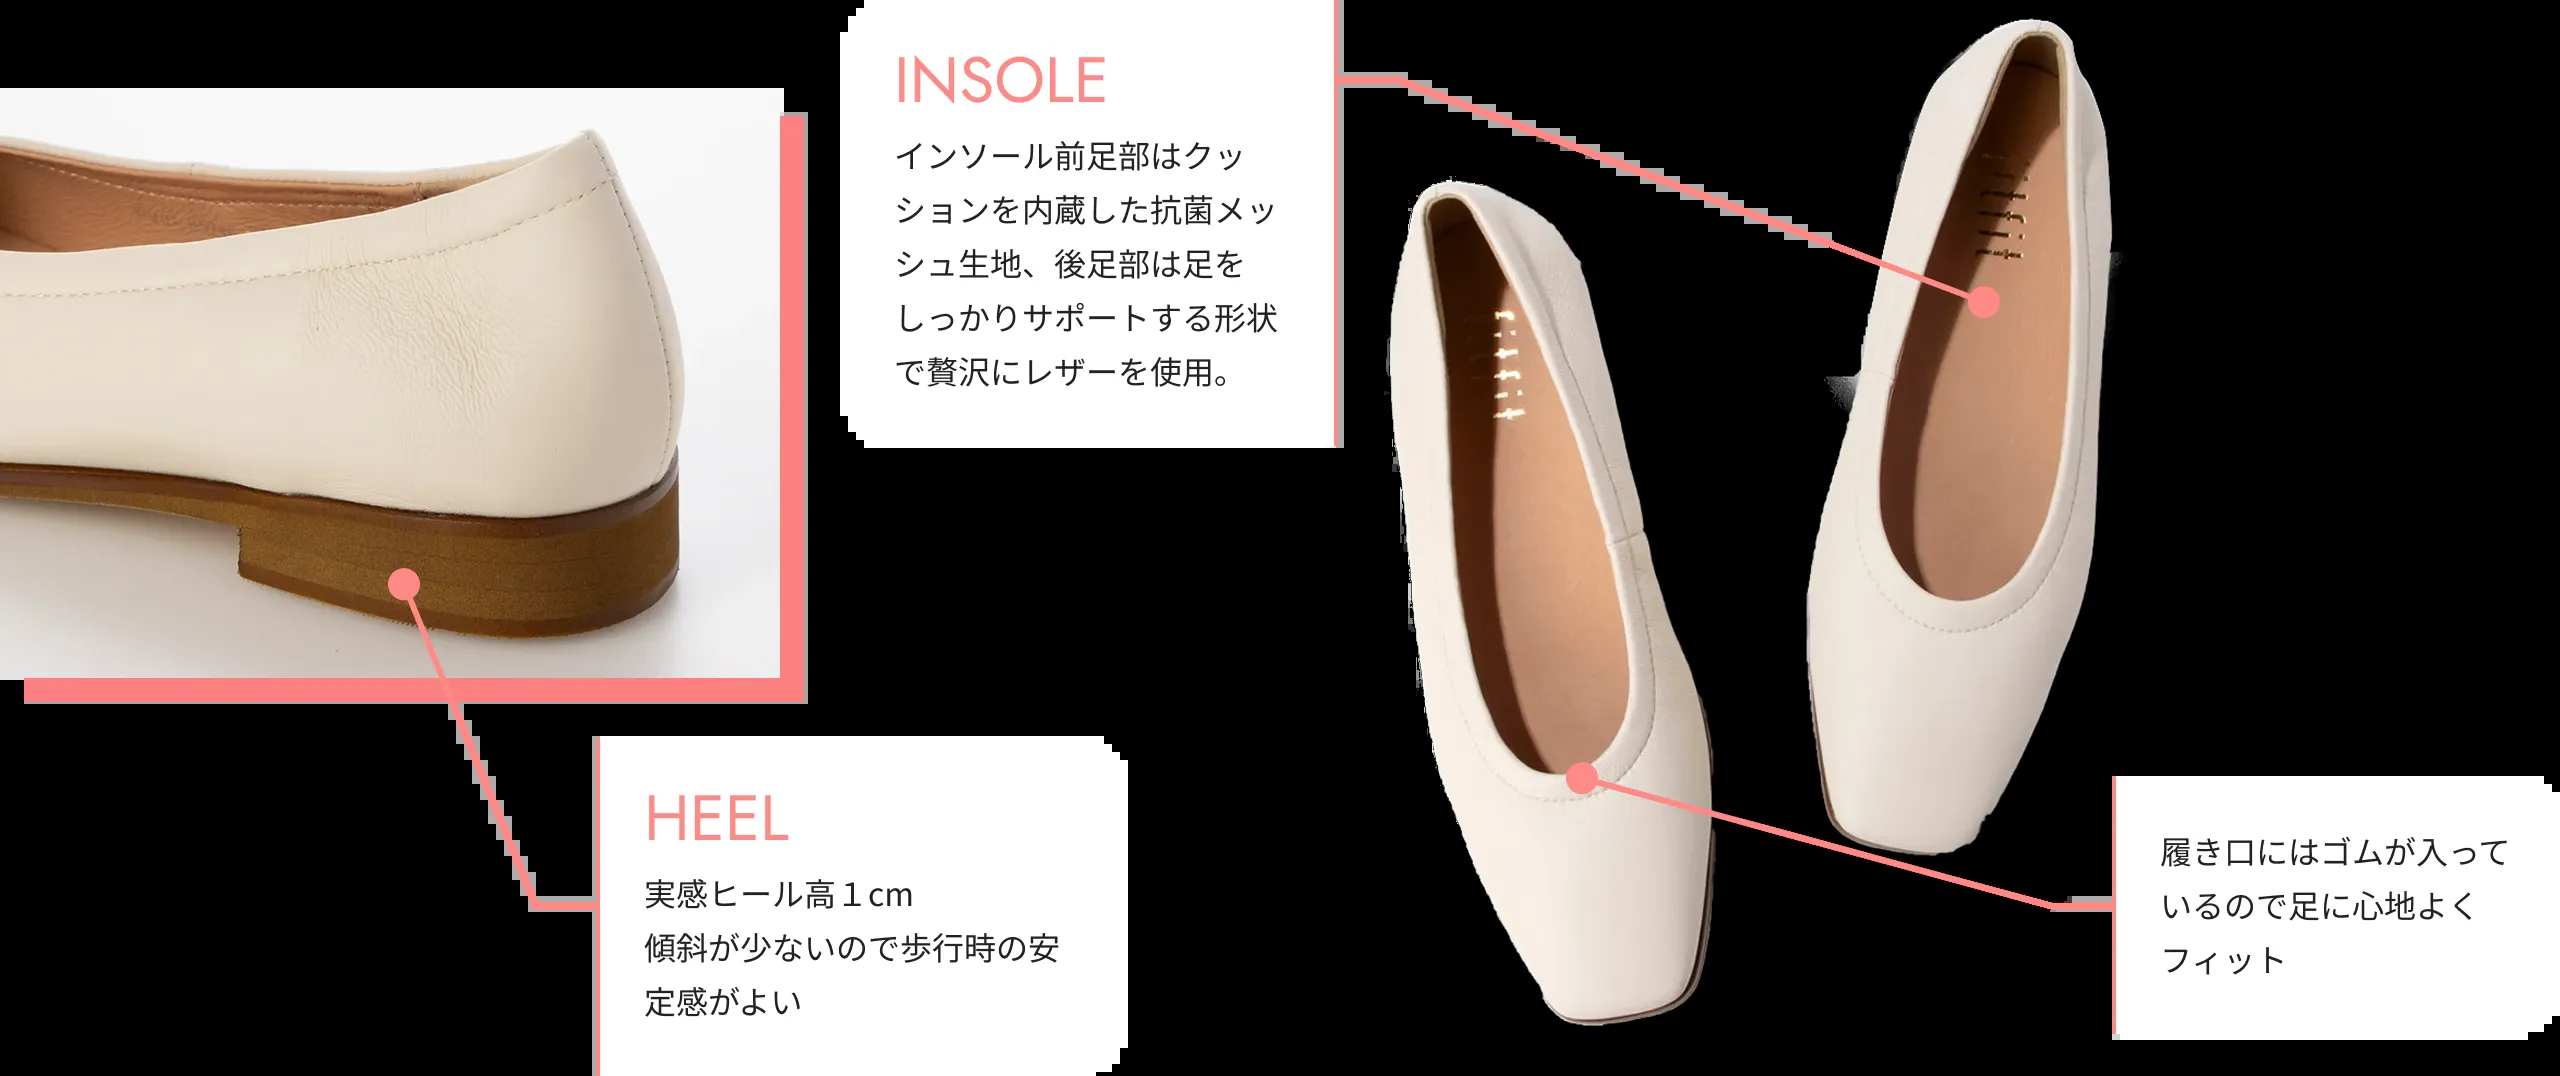 INSOLE
インソール前足部はクッ
ションを内蔵した抗菌メッ
シュ生地、後足部は足を
しっかりサポートする形状
で贅沢にレザーを使用。
HEEL
実感ヒール高１cm
傾斜が少ないので歩行時の安
定感がよい
履き口にはゴムが入って
いるので足に心地よく
フィット